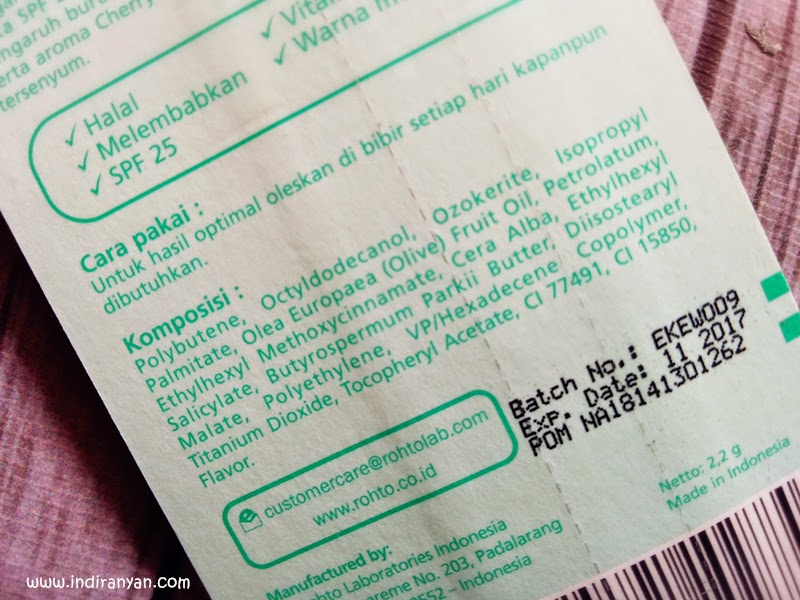 SPF
ngaruh buru
erta aroma Cherry
tersenyum.
✓ Halal
✓ Melembabkan
✓ SPF 25
✓ Warna
Cara pakai :
Untuk hasil optimal oleskan di bibir setiap hari kapanpun
dibutuhkan.
Komposisi :
Polybutene, Octyldodecanol, Ozokerite, Isopropyl
Palmitate, Olea Europaea (Olive) Fruit Oil, Petrolatum,
Ethylhexyl Methoxycinnamate, Cera Alba, Ethylhexyl
Salicylate, Butyrospermum Parkii Butter, Diisostearyl
Malate, Polyethylene, VP/Hexadecene Copolymer,
Titanium Dioxide, Tocopheryl Acetate, CI 77491, CI 15850,
Flavor.
Batch No.: EKEW009
Exp. Date: 11 2017
POM NA18141301262
customercare@rohtolab.com
www.rohto.co.id
Netto: 2,2 g
Made in Indonesia
Manufactured by:
Rohto Laboratories Indonesia
No. 203, Padalarang
- Indonesia
www.indiranyan.com